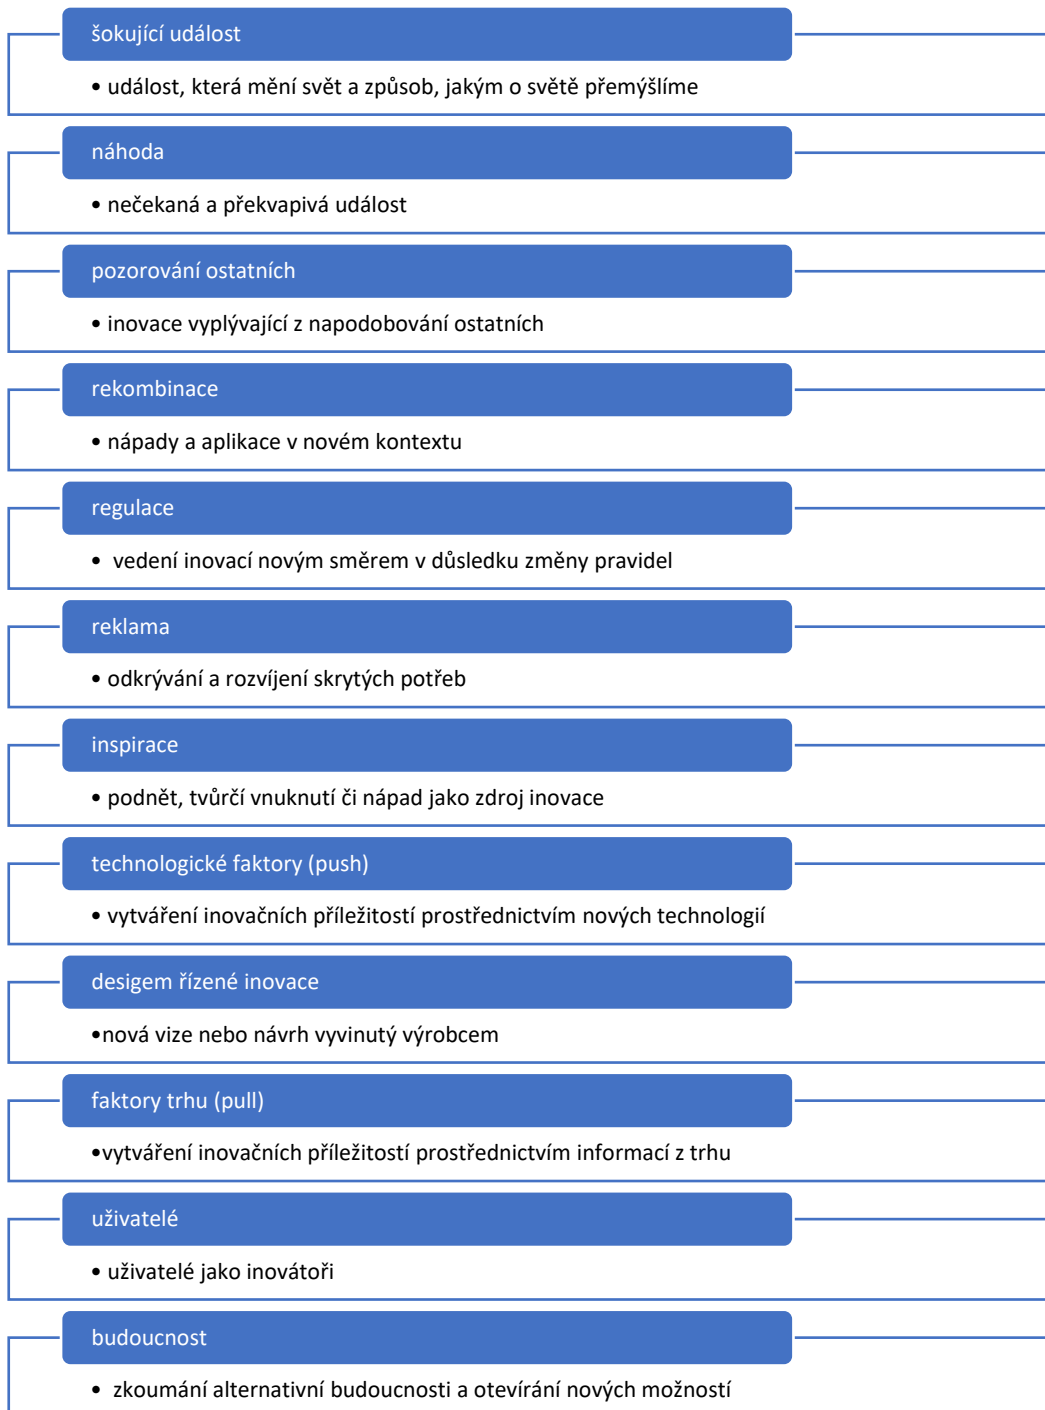 šokující událost
• událost, která mění svět a způsob, jakým o světě přemýšlíme
náhoda
• nečekaná a překvapivá událost
pozorování ostatních
• inovace vyplývající z napodobování ostatních
rekombinace
• nápady a aplikace v novém kontextu
regulace
• vedení inovací novým směrem v důsledku změny pravidel
reklama
• odkrývání a rozvíjení skrytých potřeb
inspirace
• podnět, tvůrčí vnuknutí či nápad jako zdroj inovace
technologické faktory (push)
• vytváření inovačních příležitostí prostřednictvím nových technologií
desigem řízené inovace
•nová vize nebo návrh vyvinutý výrobcem
faktory trhu (pull)
•vytváření inovačních příležitostí prostřednictvím informací z trhu
uživatelé
• uživatelé jako inovátoři
budoucnost
• zkoumání alternativní budoucnosti a otevírání nových možností